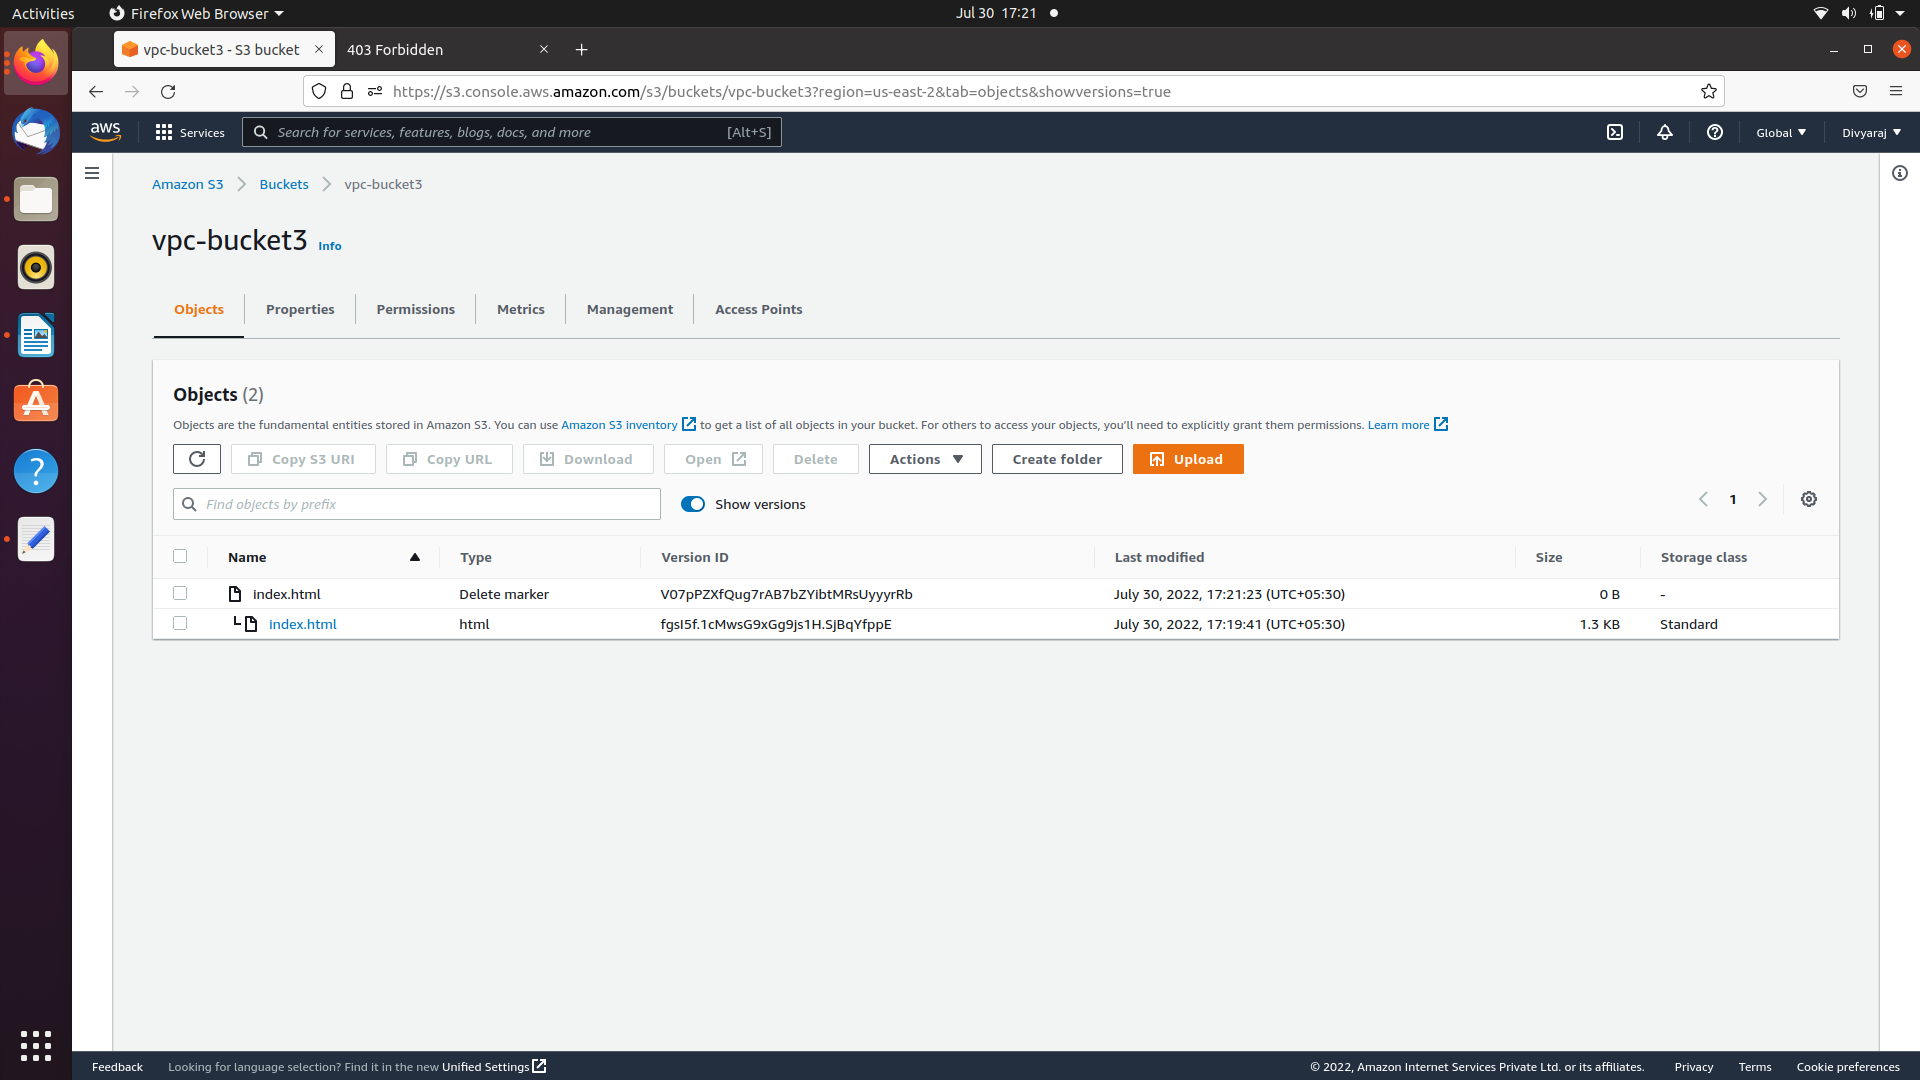 Activities
Firefox Web Browser
Jul 30 17:21
vpc-bucket3 - S3 bucket
403 Forbidden
https://s3.console.aws.amazon.com/s3/buckets/vpc-bucket3?region=us-east-2&tab=objects&showversions=true
aws
Services
Search for services, features, blogs, docs, and more [Alt+S]
Global
Divyaraj
Amazon S3 > Buckets > vpc-bucket3
vpc-bucket3 Info
Objects Properties Permissions Metrics Management Access Points
Objects (2)
Objects are the fundamental entities stored in Amazon S3. You can use Amazon S3 inventory to get a list of all objects in your bucket. For others to access your objects, you'll need to explicitly grant them permissions. Learn more
Copy S3 URI Copy URL Download Open Delete Actions Create folder Upload
Find objects by prefix
Show versions
1
Name Type Version ID Last modified Size Storage class
index.html Delete marker V07pPZXfQug7rAB7bZYibtMRsUyyyrRb July 30, 2022, 17:21:23 (UTC+05:30) 0 B -
index.html html fgsI5f.1cMwsG9xGg9js1H.SjBqYfppE July 30, 2022, 17:19:41 (UTC+05:30) 1.3 KB Standard
Feedback Looking for language selection? Find it in the new Unified Settings
© 2022, Amazon Internet Services Private Ltd. or its affiliates. Privacy Terms Cookie preferences